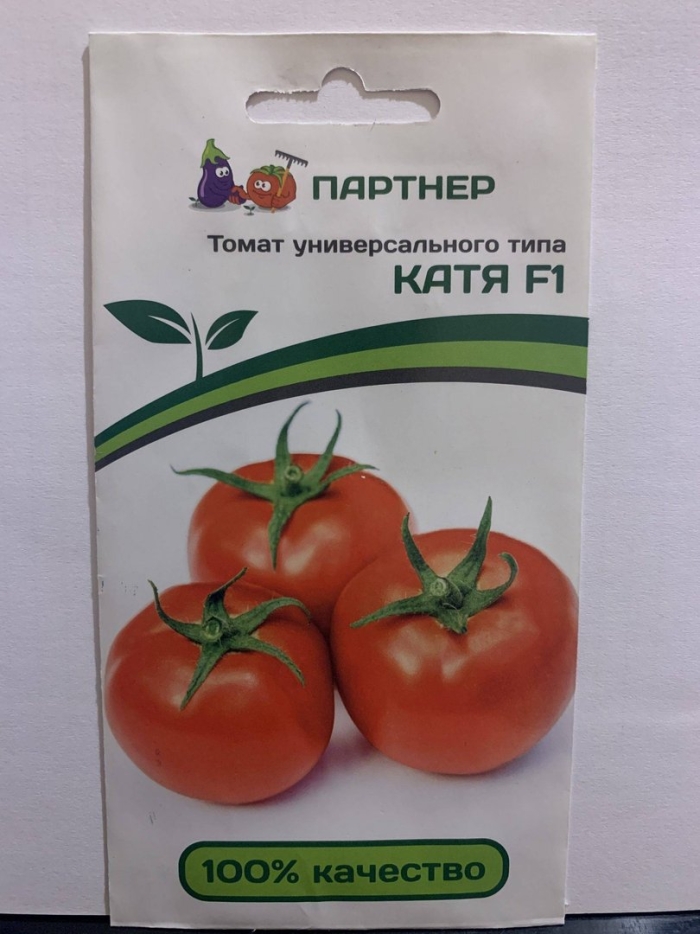 ПАРТНЕР
Томат универсального типа
КАТЯ F1
100% качество